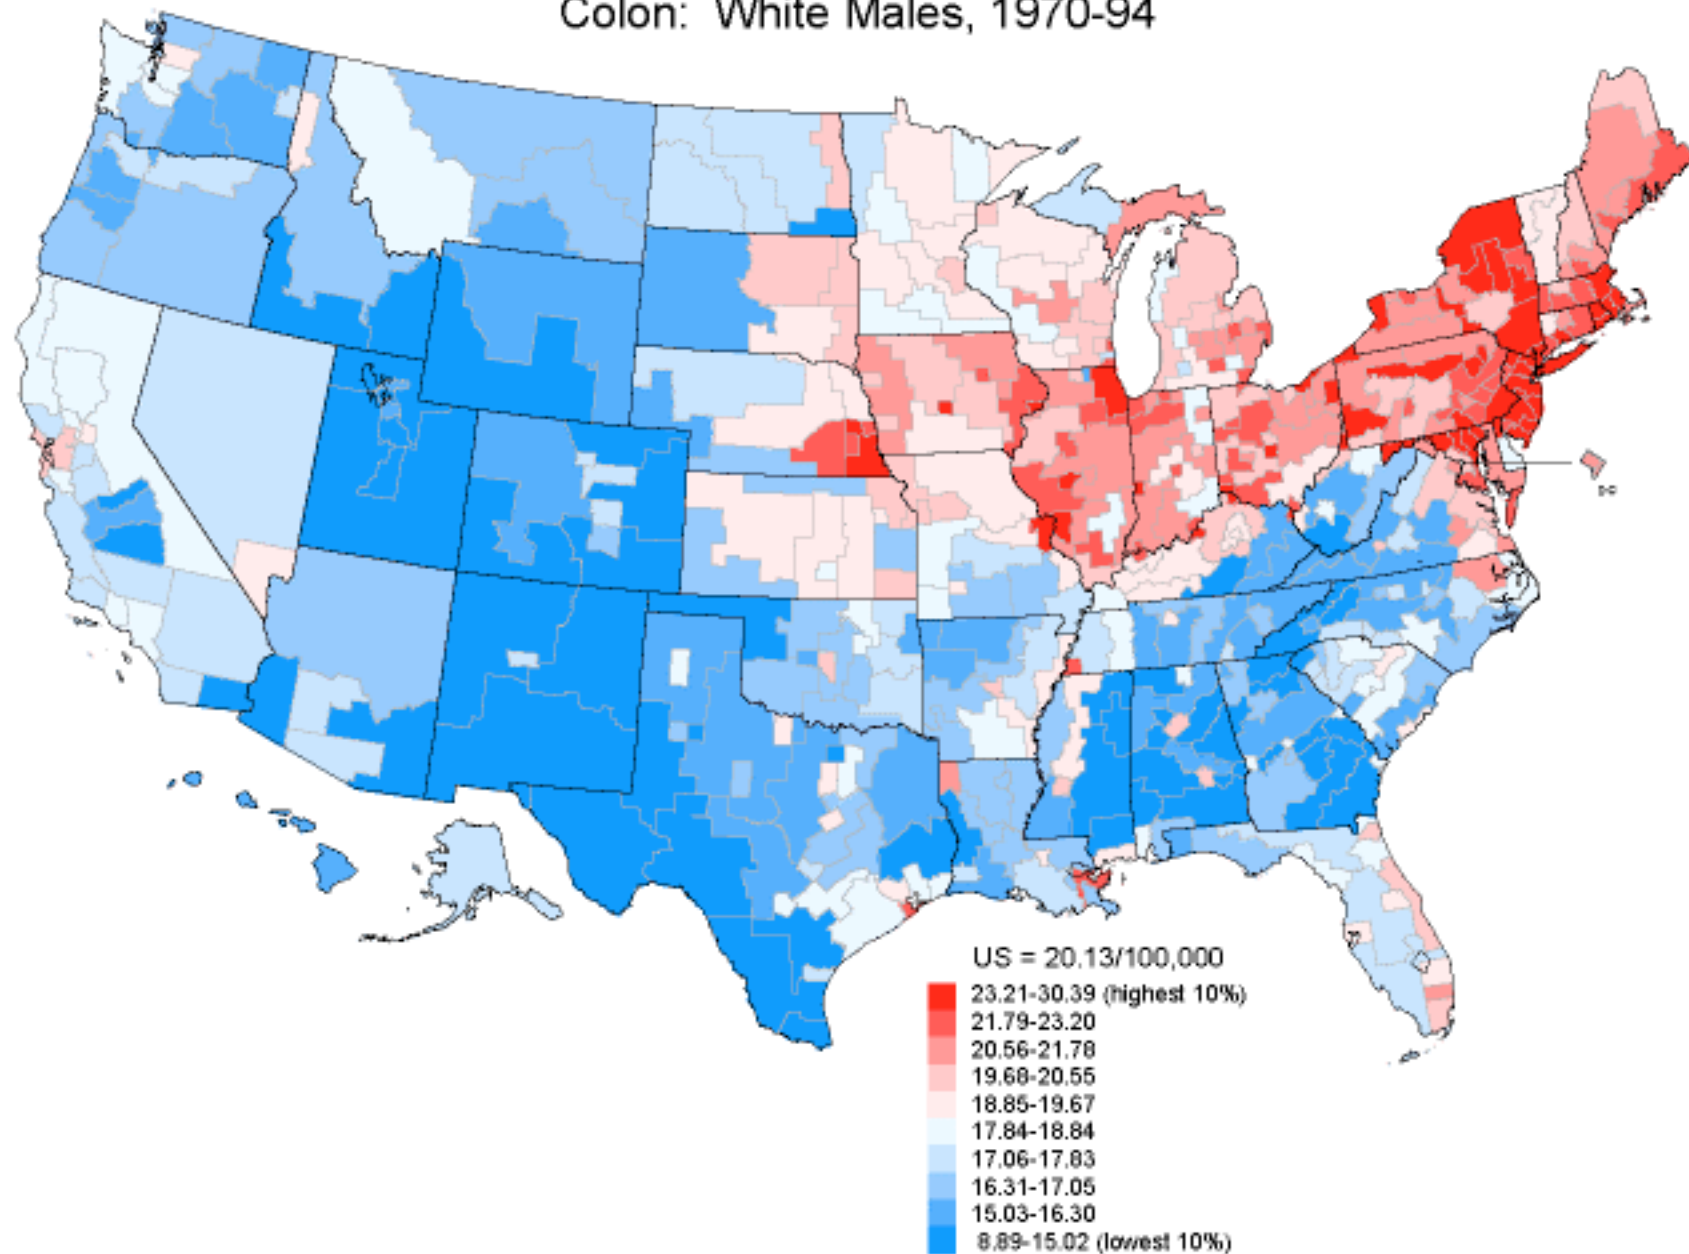 Colon: White Males, 1970-94
US = 20.13/100,000
23.21-30.39 (highest 10%)
21.79-23.20
20.56-21.78
19.68-20.55
18.85-19.67
17.84-18.84
17.06-17.83
16.31-17.05
15.03-16.30
8.89-15.02 (lowest 10%)